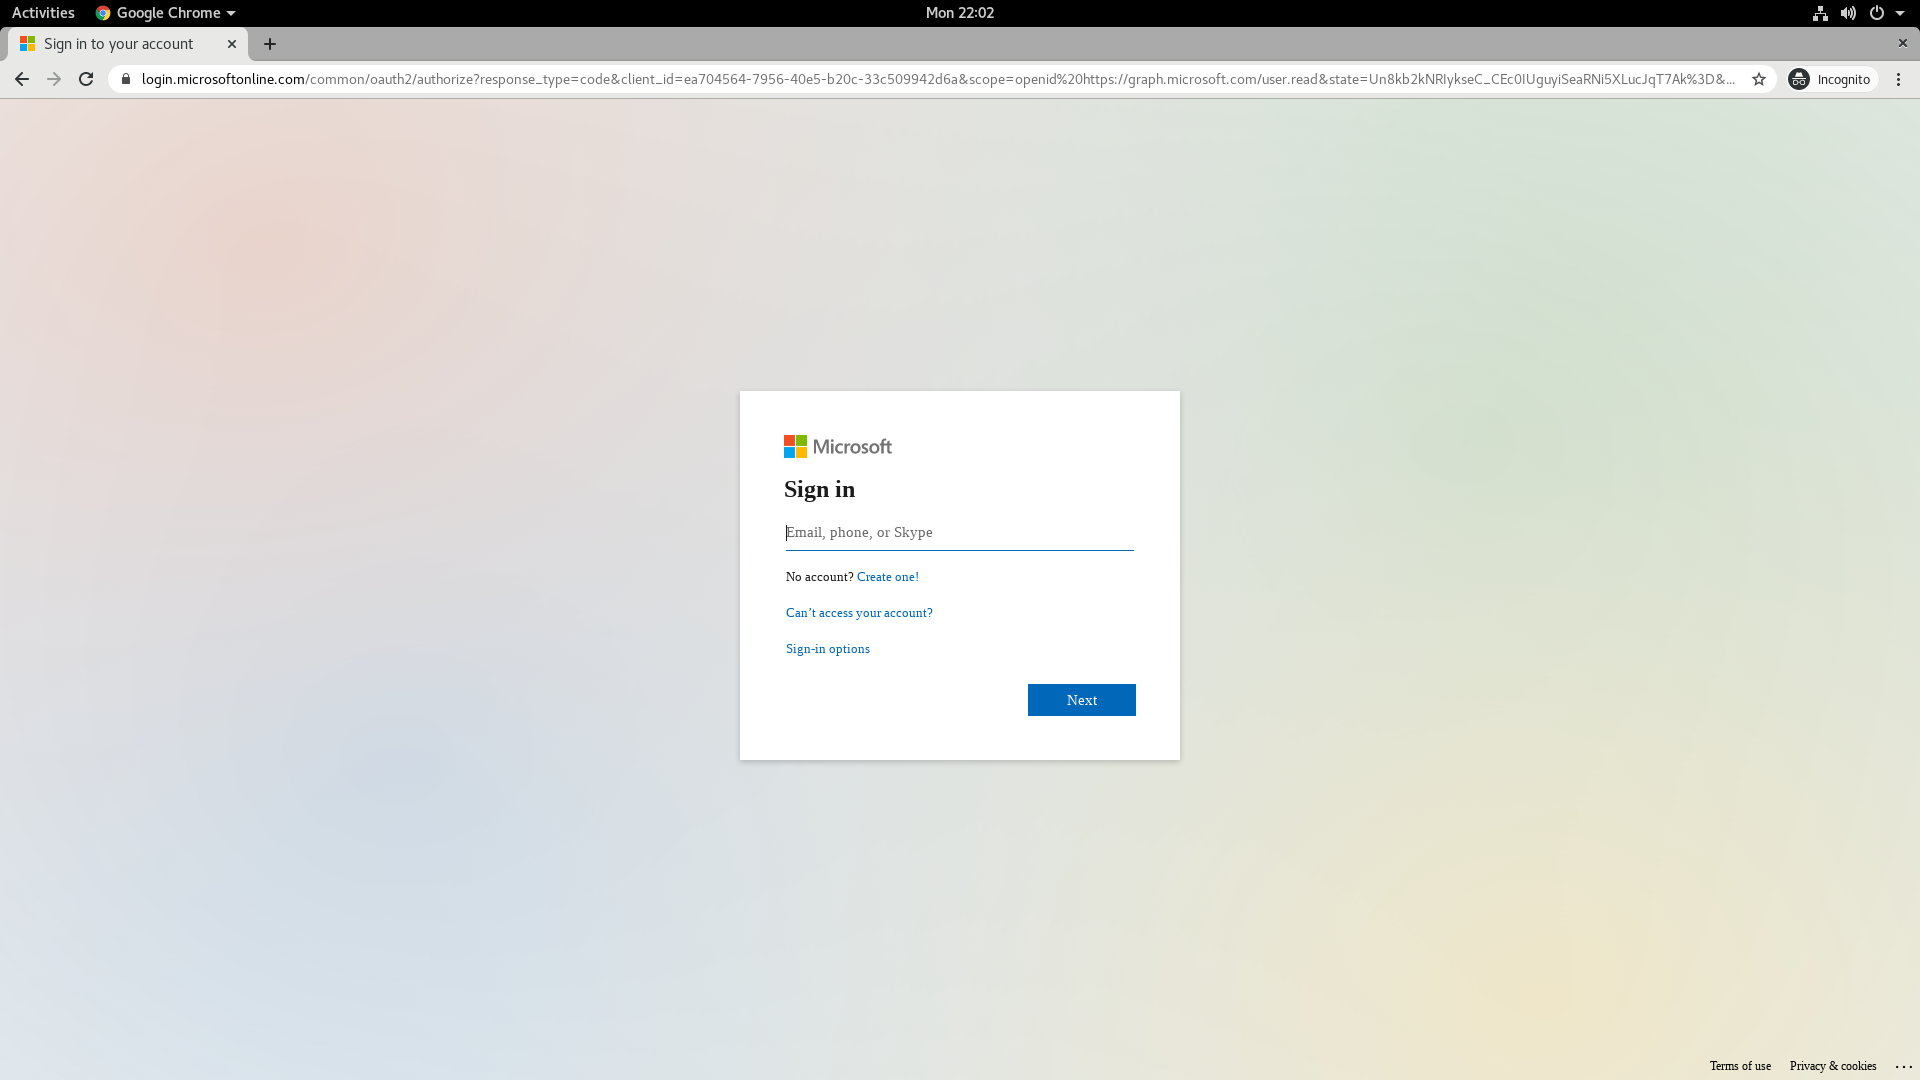 Activities Google Chrome Mon 22:02
Sign in to your account
login.microsoftonline.com/common/oauth2/authorize?response_type=code&client_id=ea704564-7956-40e5-b20c-33c509942d6a&scope=openid%20https://graph.microsoft.com/user.read&state=Un8kb2kNRIykseC_CEc0IUguyiSeaRNi5XLucJqT7Ak%3D&... Incognito
Microsoft
Sign in
Email, phone, or Skype
No account? Create one!
Can’t access your account?
Sign-in options
Next
Terms of use Privacy & cookies ...